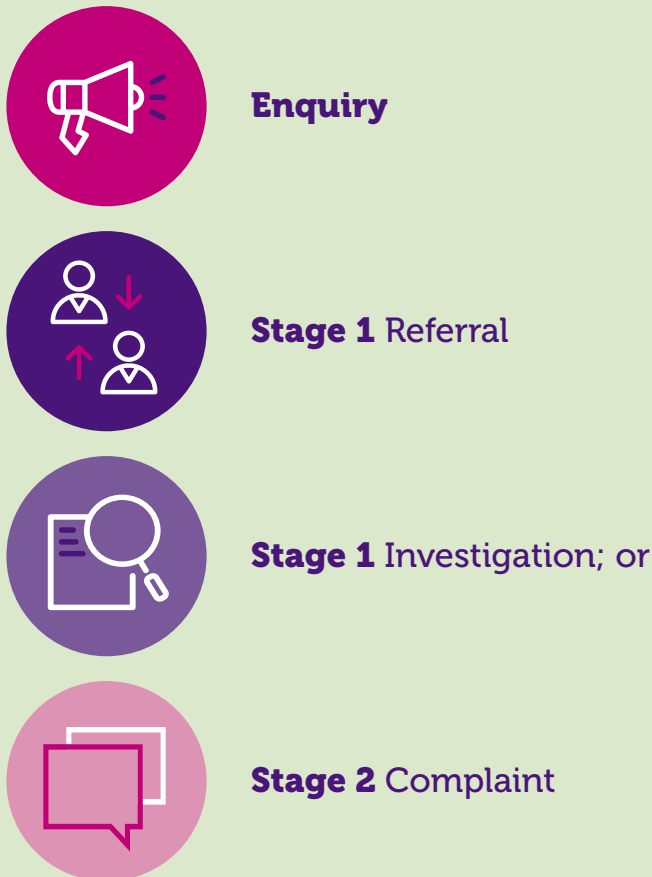 Enquiry
Stage 1 Referral
Stage 1 Investigation; or
Stage 2 Complaint